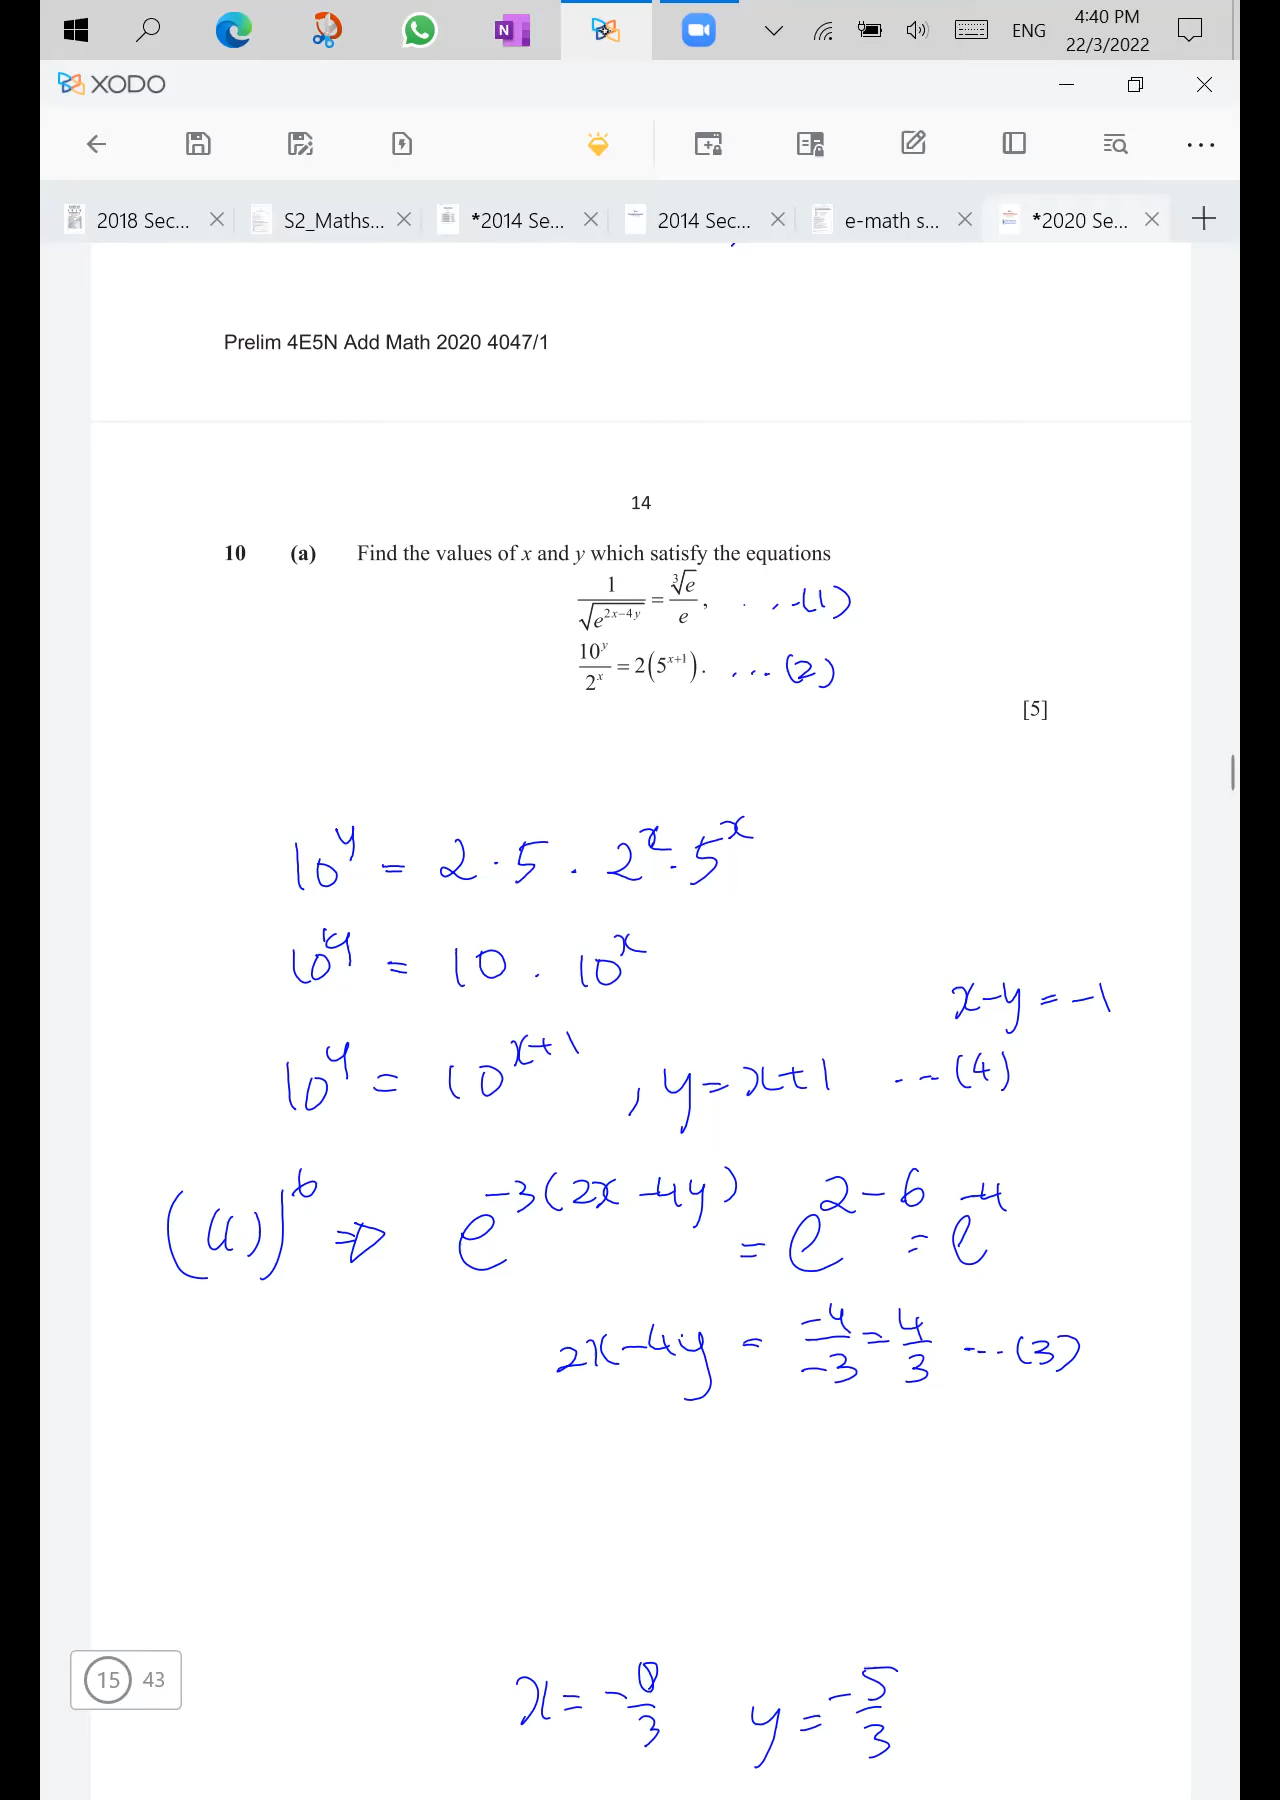 4:40 PM
ENG
22/3/2022
XODO
2018 Sec... S2_Maths... *2014 Se... 2014 Sec... e-math s... *2020 Se...
Prelim 4E5N Add Math 2020 4047/1
14
10 (a) Find the values of x and y which satisfy the equations
1/√(e^(2x−4y)) = ∛e/e, ...(1)
10^y/2^x = 2(5^(x+1)). ...(2)
[5]
10^y = 2 · 5 · 2^x · 5^x
10^y = 10 · 10^x
x−y = −1
10^y = 10^(x+1) , y = x+1 ...(4)
((1))^6 ⇒ e^(−3(2x−4y)) = e^(2−6) = e^(−4)
2x−4y = −4/−3 = 4/3 ...(3)
15 43
x = −8/3 y = −5/3